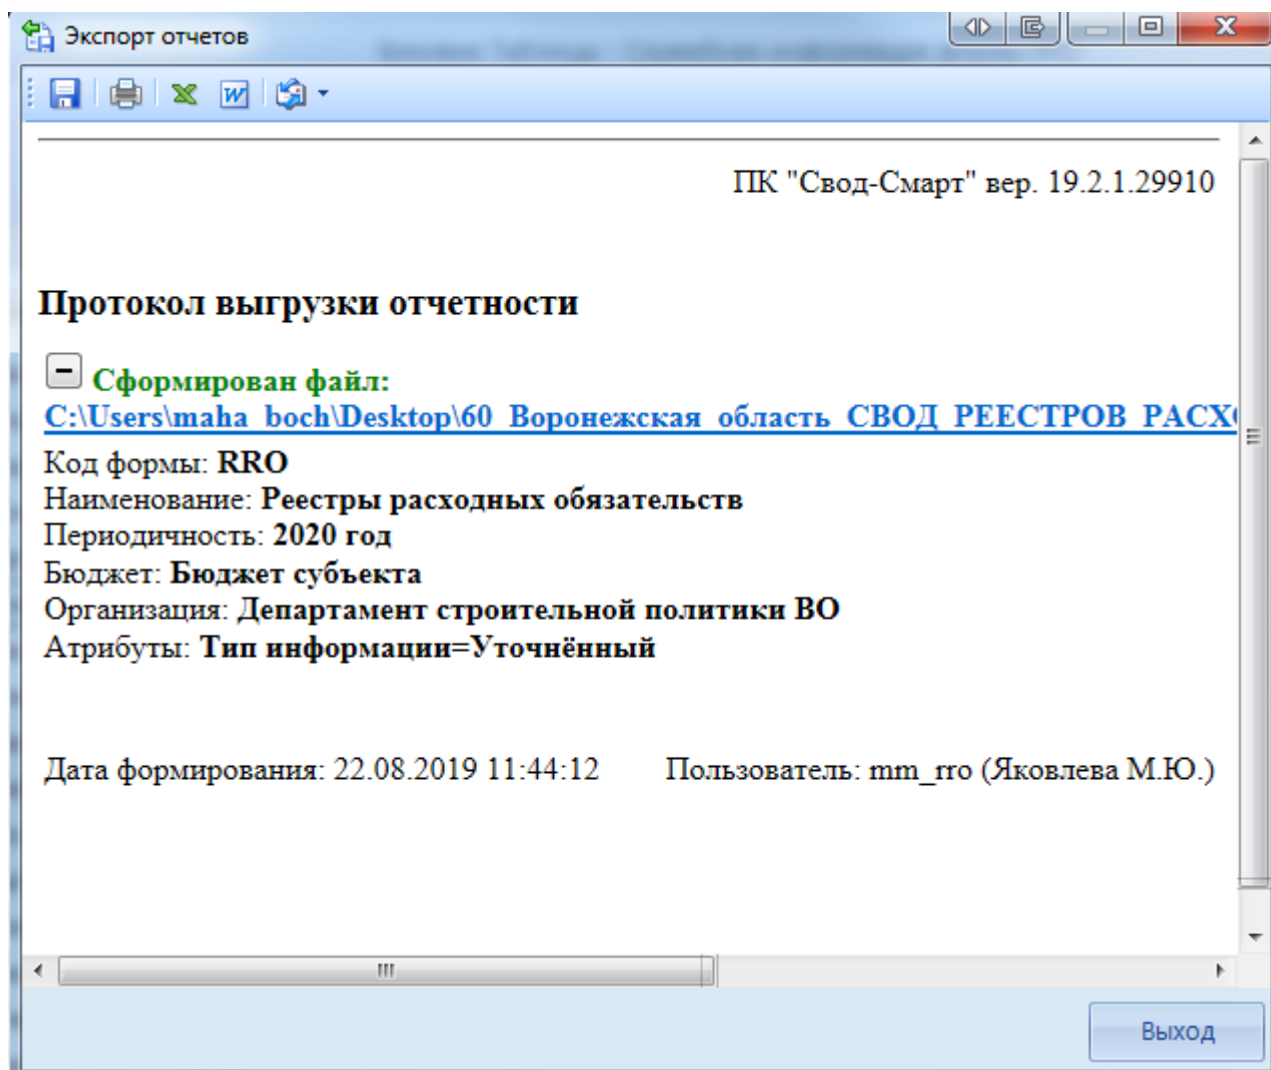 Экспорт отчетов
ПК "Свод-Смарт" вер. 19.2.1.29910
Протокол выгрузки отчетности
Сформирован файл:
C:\Users\maha_boch\Desktop\60_Воронежская_область_СВОД_РЕЕСТРОВ_РАСХ
Код формы: RRO
Наименование: Реестры расходных обязательств
Периодичность: 2020 год
Бюджет: Бюджет субъекта
Организация: Департамент строительной политики ВО
Атрибуты: Тип информации=Уточнённый
Дата формирования: 22.08.2019 11:44:12 Пользователь: mm_rro (Яковлева М.Ю.)
Выход